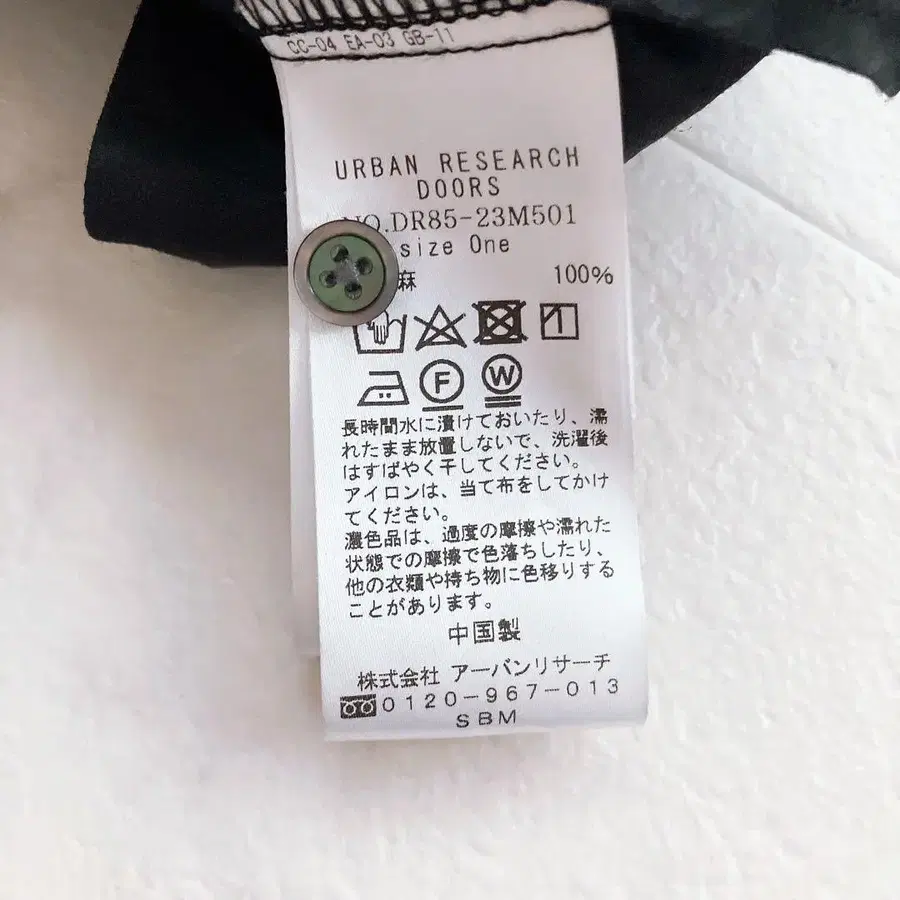 CC-04 EA-03 GB-11
URBAN RESEARCH
DOORS
NO.DR85-23M501
size One
麻 100%
F W
長時間水に漬けておいたり、濡
れたまま放置しないで、洗濯後
はすばやく干してください。
アイロンは、当て布をしてかけ
てください。
濃色品は、過度の摩擦や濡れた
状態での摩擦で色落ちしたり、
他の衣類や持ち物に色移りする
ことがあります。
中国製
株式会社 アーバンリサーチ
0120-967-013
SBM